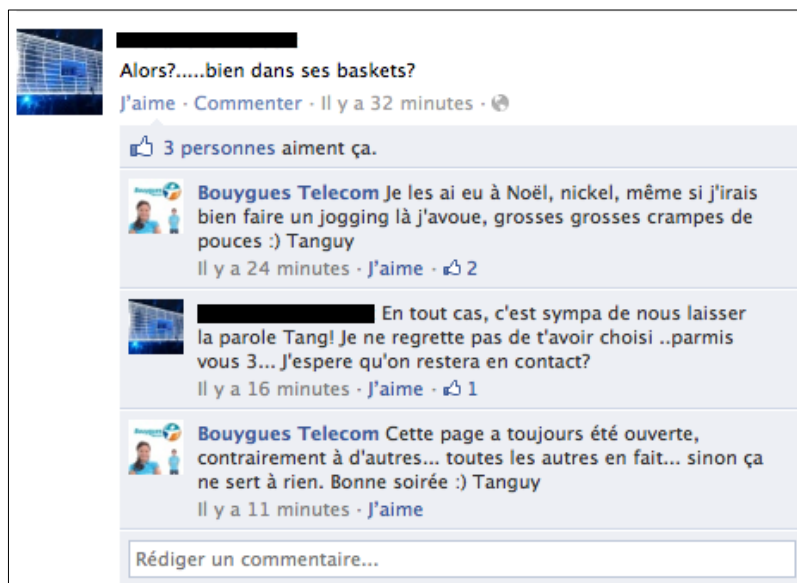 Alors?.....bien dans ses baskets?
J'aime · Commenter · Il y a 32 minutes ·
3 personnes aiment ça.
Bouygues Telecom Je les ai eu à Noël, nickel, même si j'irais
bien faire un jogging là j'avoue, grosses grosses crampes de
pouces :) Tanguy
Il y a 24 minutes · J'aime · 2
En tout cas, c'est sympa de nous laisser
la parole Tang! Je ne regrette pas de t'avoir choisi ..parmis
vous 3... J'espere qu'on restera en contact?
Il y a 16 minutes · J'aime · 1
Bouygues Telecom Cette page a toujours été ouverte,
contrairement à d'autres... toutes les autres en fait... sinon ça
ne sert à rien. Bonne soirée :) Tanguy
Il y a 11 minutes · J'aime
Rédiger un commentaire...